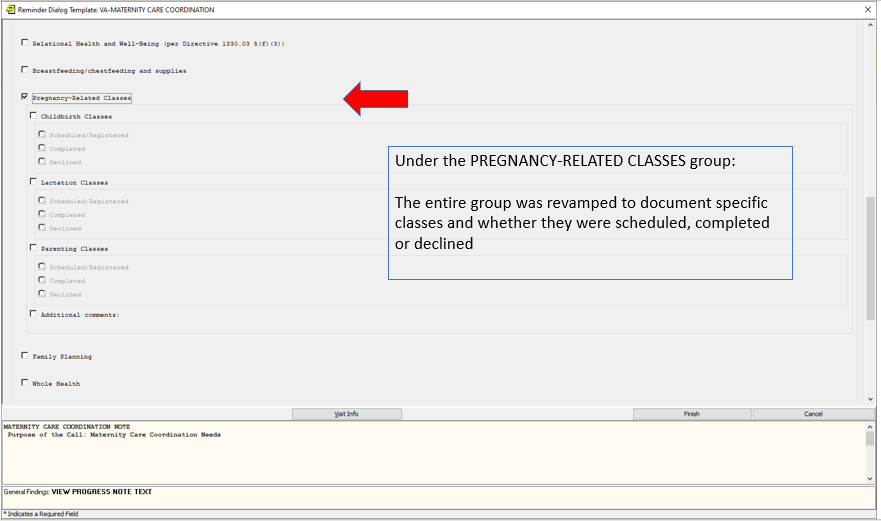 Reminder Dialog Template: VA-MATERNITY CARE COORDINATION
Relational Health and Well-Being (per Directive 1330.03 5(f)(3))
Breastfeeding/chestfeeding and supplies
Pregnancy-Related Classes
Childbirth Classes
Scheduled/Registered
Completed
Declined
Lactation Classes
Scheduled/Registered
Completed
Declined
Parenting Classes
Scheduled/Registered
Completed
Declined
Additional comments:
Under the PREGNANCY-RELATED CLASSES group:
The entire group was revamped to document specific
classes and whether they were scheduled, completed
or declined
Family Planning
Whole Health
Visit Info
Finish
Cancel
MATERNITY CARE COORDINATION NOTE
Purpose of the Call: Maternity Care Coordination Needs
General Findings: VIEW PROGRESS NOTE TEXT
* Indicates a Required Field